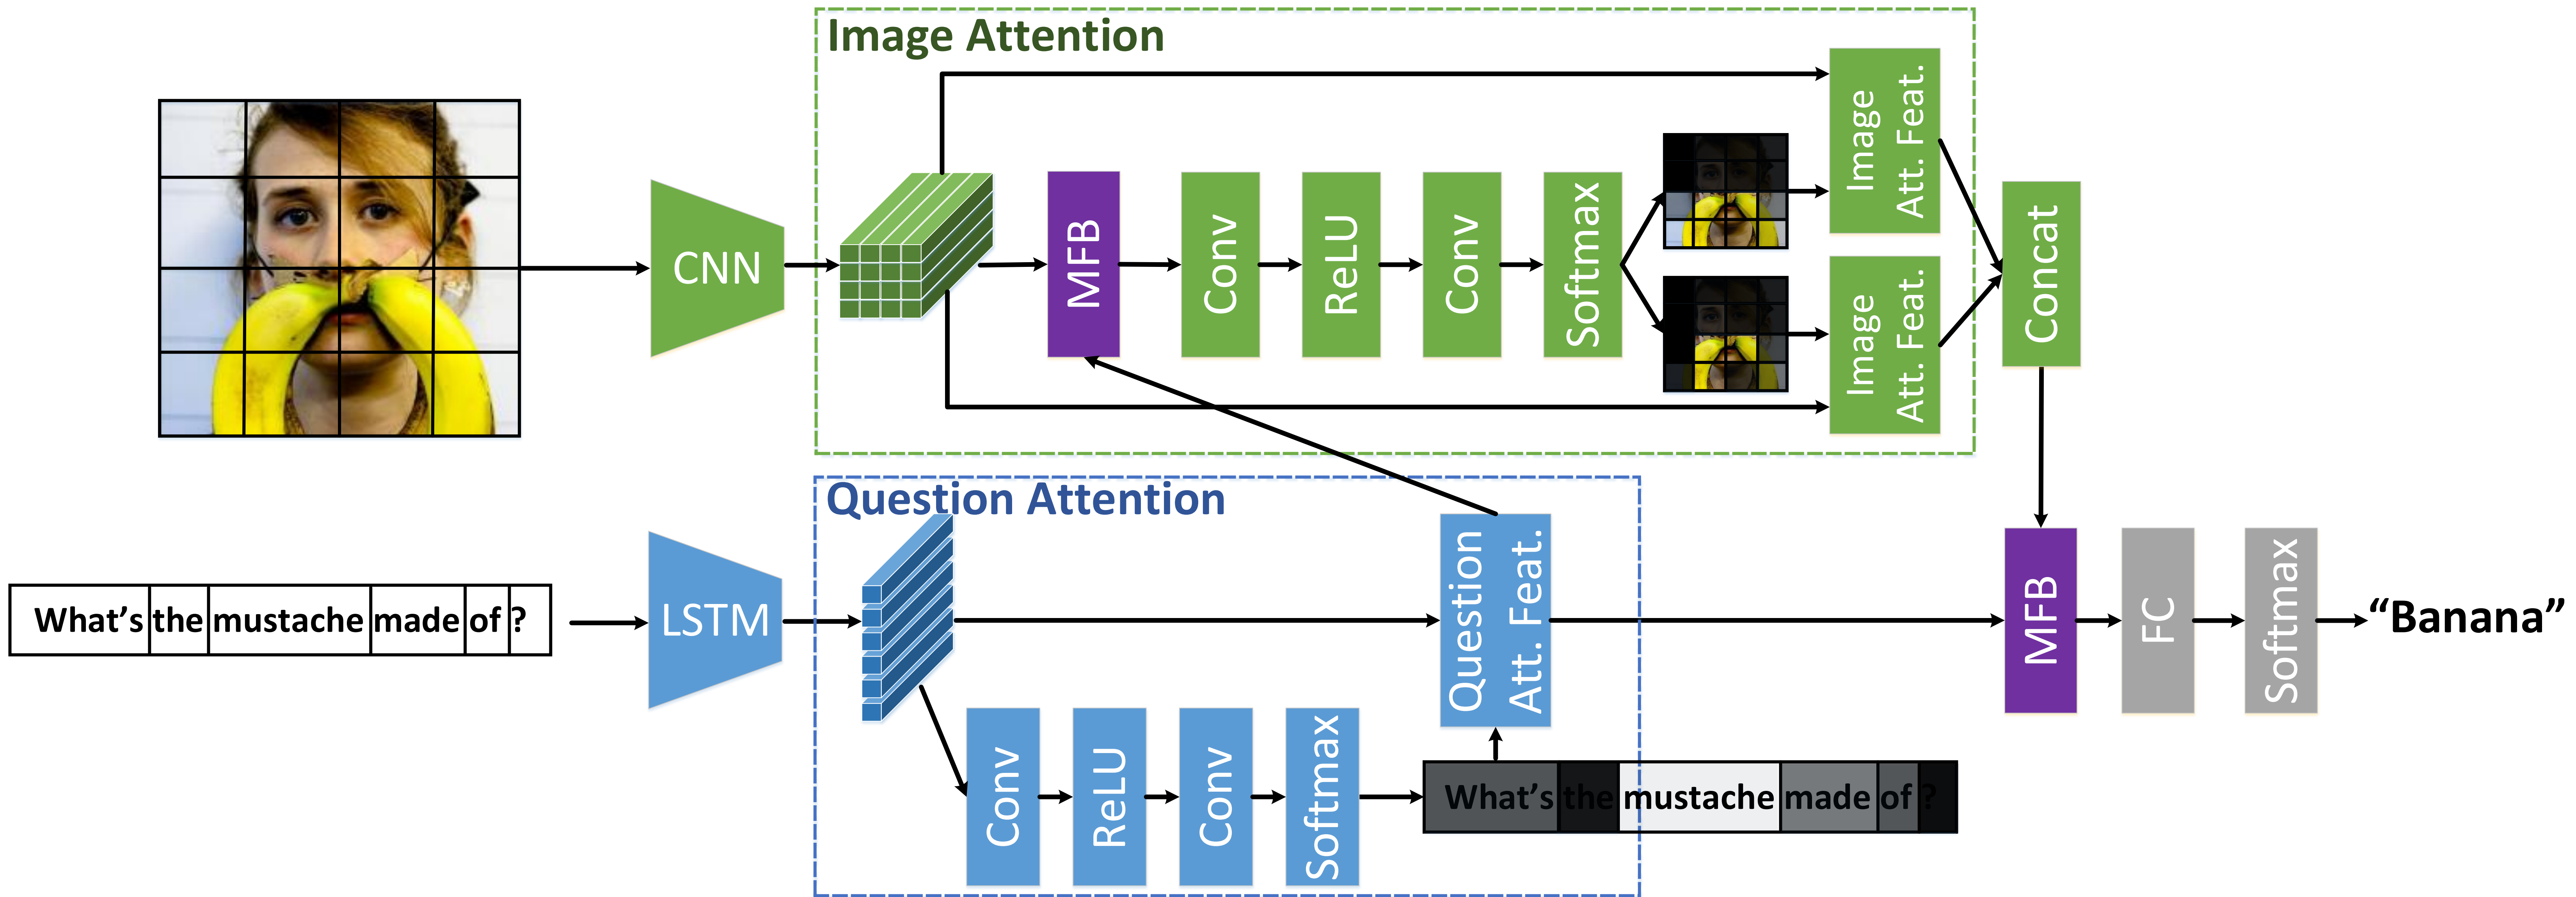 Image Attention
CNN
MFB
Conv
ReLU
Conv
Softmax
Image
Att. Feat.
Image
Att. Feat.
Concat
Question Attention
What's the mustache made of ?
LSTM
Conv
ReLU
Conv
Softmax
Question
Att. Feat.
What's the mustache made of ?
MFB
FC
Softmax
“Banana”